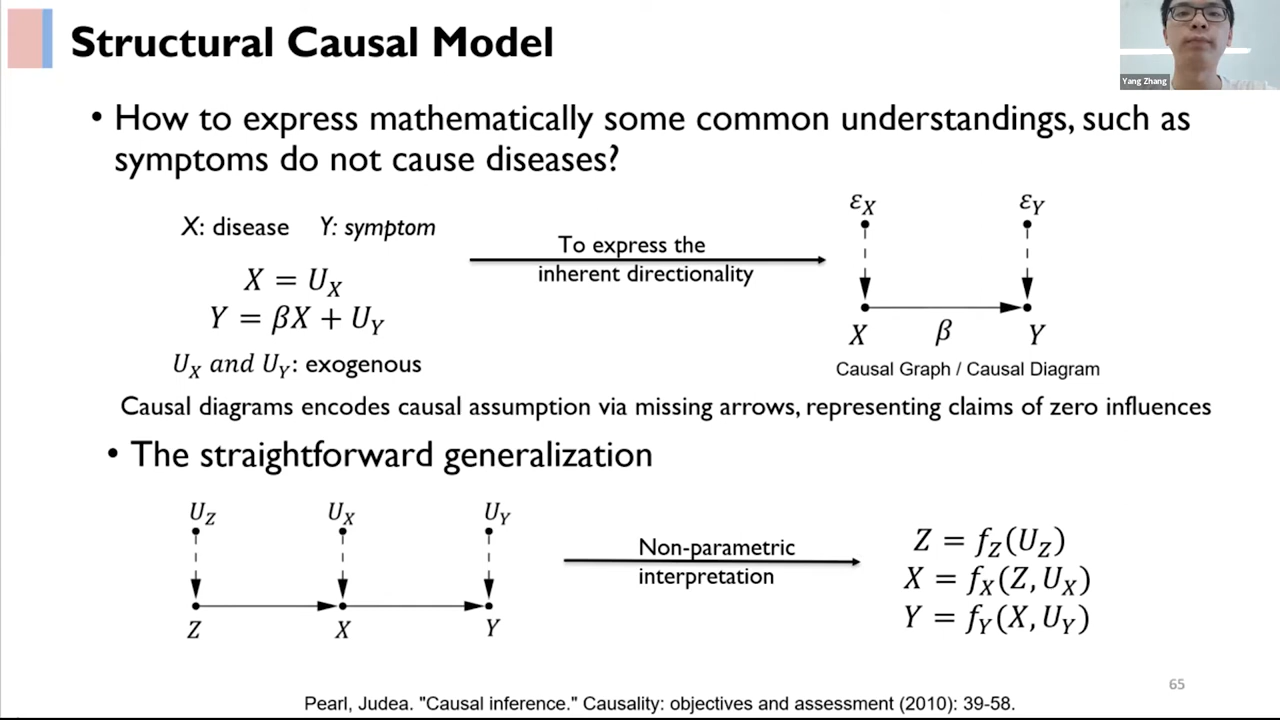 Structural Causal Model
Yang Zhang
• How to express mathematically some common understandings, such as
symptoms do not cause diseases?
X: disease Y: symptom
X = U_X
Y = βX + U_Y
U_X and U_Y: exogenous
To express the
inherent directionality
ε_X ε_Y
X β Y
Causal Graph / Causal Diagram
Causal diagrams encodes causal assumption via missing arrows, representing claims of zero influences
• The straightforward generalization
U_Z U_X U_Y
Z X Y
Non-parametric
interpretation
Z = f_Z(U_Z)
X = f_X(Z, U_X)
Y = f_Y(X, U_Y)
65
Pearl, Judea. "Causal inference." Causality: objectives and assessment (2010): 39-58.